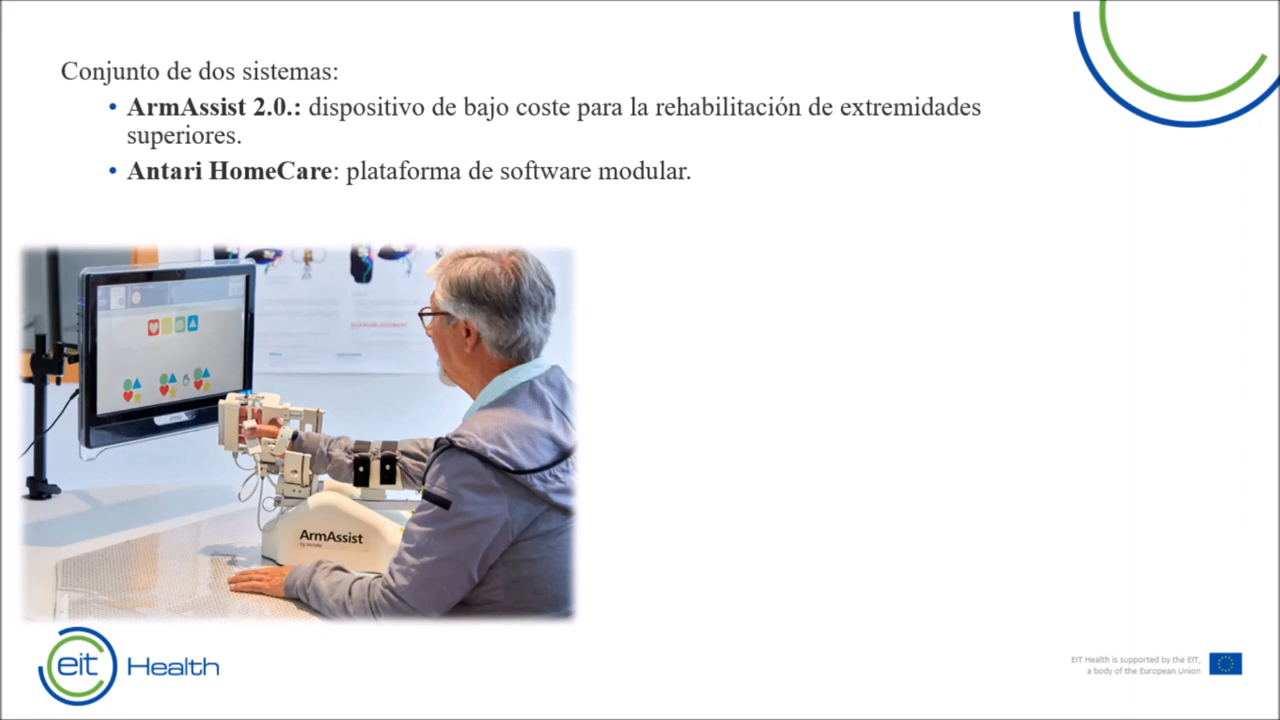 Conjunto de dos sistemas:
• ArmAssist 2.0.: dispositivo de bajo coste para la rehabilitación de extremidades
superiores.
• Antari HomeCare: plataforma de software modular.
ArmAssist
eit Health
EIT Health is supported by the EIT,
a body of the European Union